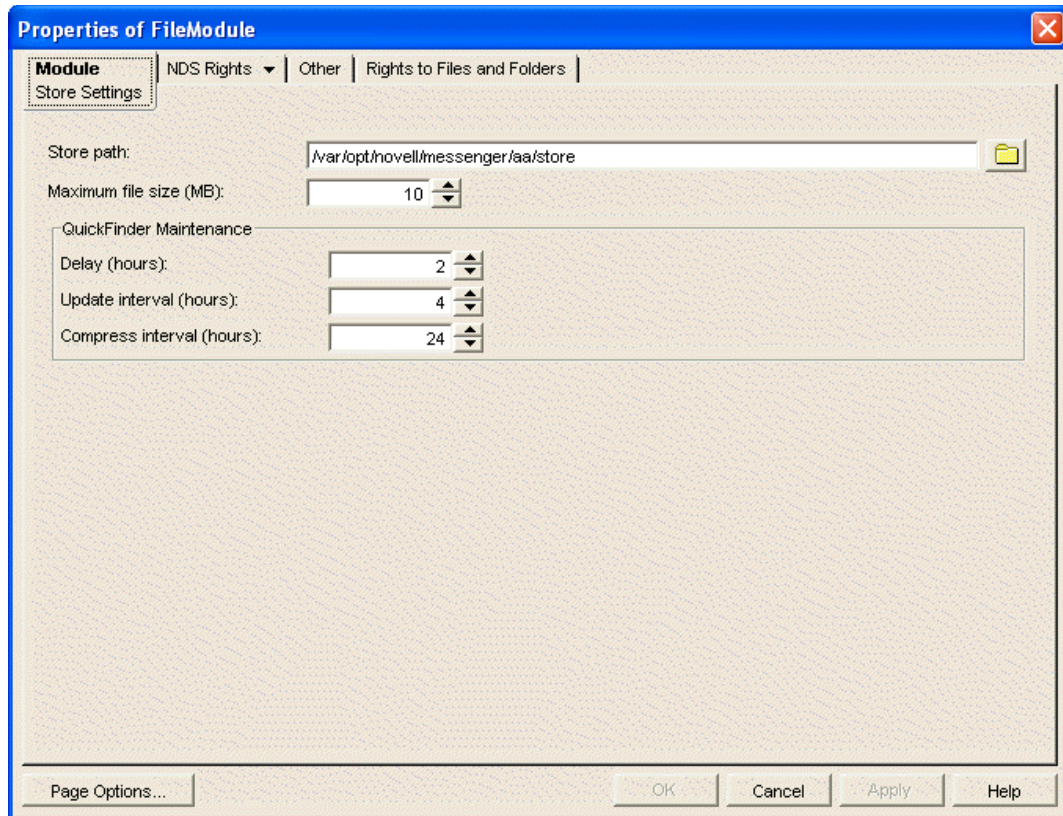 Properties of FileModule
Module NDS Rights Other Rights to Files and Folders
Store Settings
Store path: /var/opt/novell/messenger/aa/store
Maximum file size (MB): 10
QuickFinder Maintenance
Delay (hours): 2
Update interval (hours): 4
Compress interval (hours): 24
Page Options... OK Cancel Apply Help